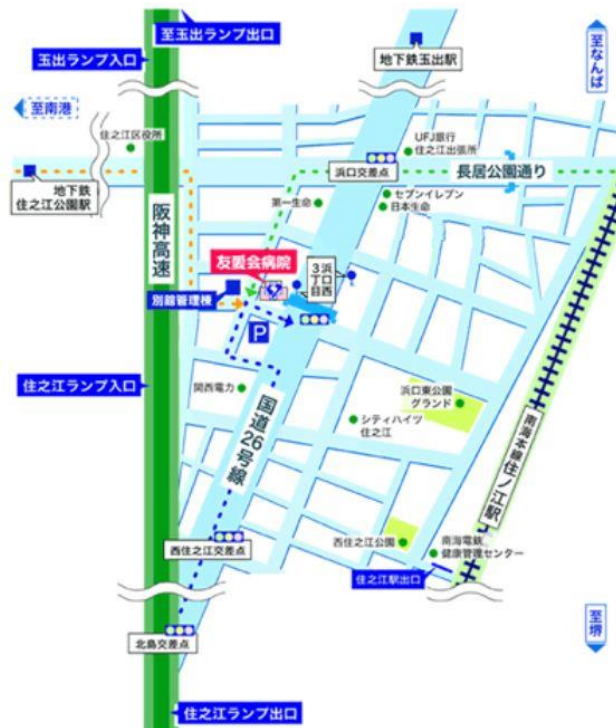 至玉出ランプ出口
玉出ランプ入口
地下鉄玉出駅
至なんば
至南港
住之江区役所
UFJ銀行
住之江出張所
浜口交差点
長居公園通り
地下鉄
住之江公園駅
セブンイレブン
日本生命
第一生命
阪神高速
友愛会病院
3丁目
浜西
別館管理棟
P
住之江ランプ入口
関西電力
浜口東公園
グランド
シティハイツ
住之江
国道26号線
南海本線住ノ江駅
西住之江交差点
西住之江公園
南海電鉄
健康管理センター
住之江駅出口
北島交差点
至堺
住之江ランプ出口